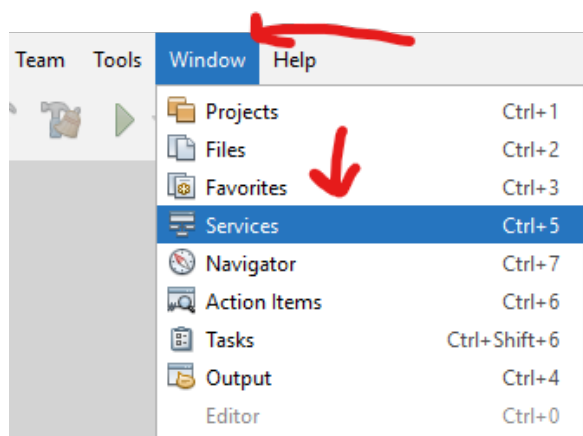 Team Tools Window Help
Projects Ctrl+1
Files Ctrl+2
Favorites Ctrl+3
Services Ctrl+5
Navigator Ctrl+7
Action Items Ctrl+6
Tasks Ctrl+Shift+6
Output Ctrl+4
Editor Ctrl+0